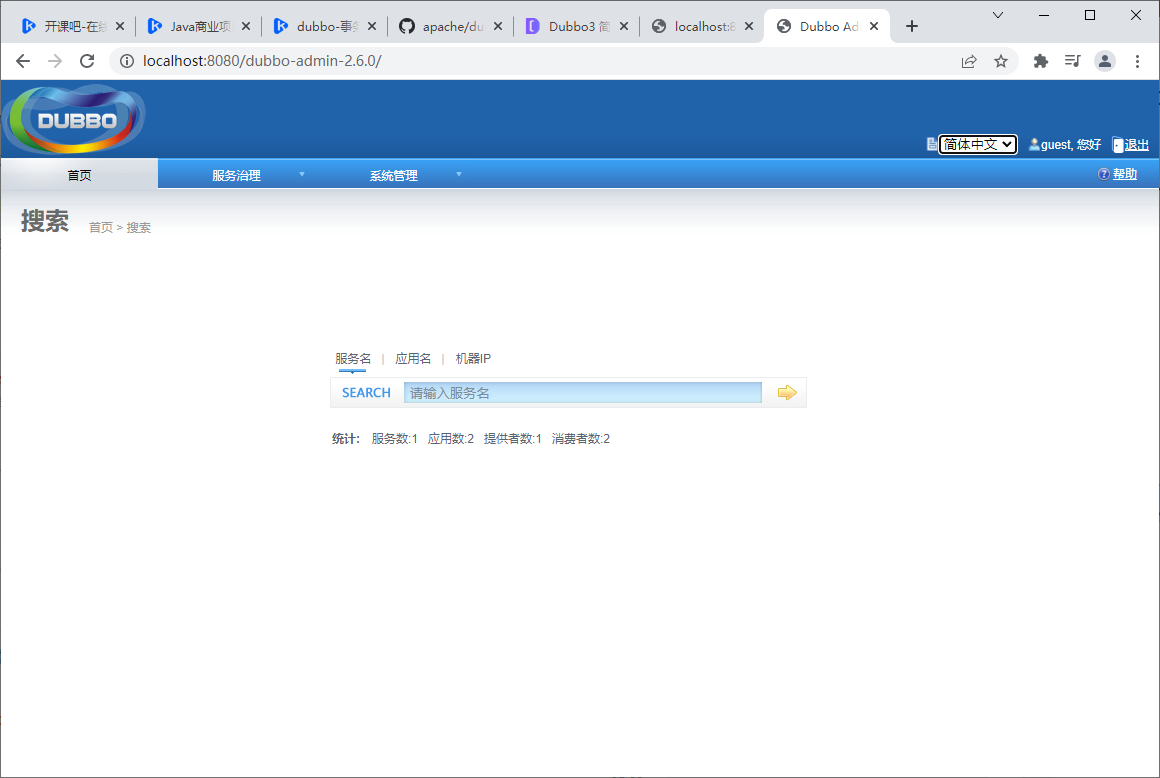 开课吧-在线 Java商业项 dubbo-事务 apache/du Dubbo3 简 localhost:8 Dubbo Ad
localhost:8080/dubbo-admin-2.6.0/
DUBBO
简体中文 guest, 您好 退出
首页 服务治理 系统管理 帮助
搜索 首页 > 搜索
服务名 | 应用名 | 机器IP
SEARCH 请输入服务名
统计: 服务数:1 应用数:2 提供者数:1 消费者数:2